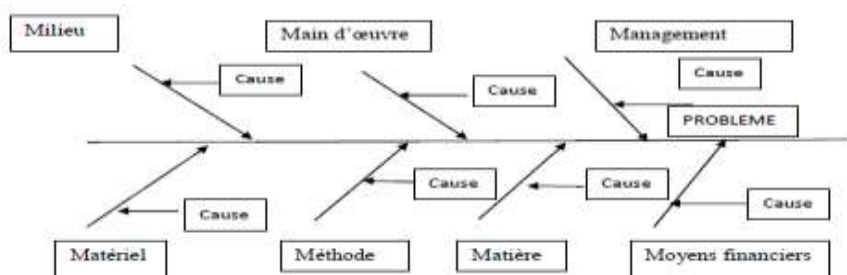 Milieu
Main d'œuvre
Management
Cause
Cause
Cause
PROBLEME
Cause
Cause
Cause
Cause
Matériel
Méthode
Matière
Moyens financiers